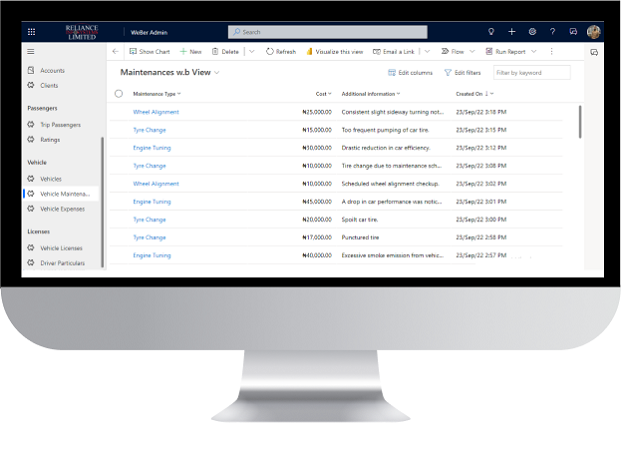 RELIANCE
LIMITED
WeBer Admin
Search
Show Chart
New
Delete
Refresh
Visualize this view
Email a Link
Flow
Run Report
Accounts
Clients
Passengers
Trip Passengers
Ratings
Vehicle
Vehicles
Vehicle Maintena...
Vehicle Expenses
Licenses
Vehicle Licenses
Driver Particulars
Maintenances w.b View
Edit columns
Edit filters
Filter by keyword
Maintenance Type Cost Additional information Created On
Wheel Alignment ₦25,000.00 Consistent slight sideway turning not... 23/Sep/22 3:18 PM
Tyre Change ₦15,000.00 Too frequent pumping of car tire. 23/Sep/22 3:15 PM
Engine Tuning 0,000.00 Drastic reduction in car efficiency. 23/Sep/22 3:12 PM
Tyre Change ₦10,000.00 Tire change due to maintenance sch... 23/Sep/22 3:08 PM
Wheel Alignment ₦10,000.00 Scheduled wheel alignment checkup. 23/Sep/22 3:02 PM
Engine Tuning ₦45,000.00 A drop in car performance was notic... 23/Sep/22 3:01 PM
Tyre Change ₦20,000.00 Spoilt car tire. 23/Sep/22 3:00 PM
Tyre Change ₦17,000.00 Punctured tire 23/Sep/22 2:58 PM
Engine Tuning ₦40,000.00 Excessive smoke emission from vehic... 23/Sep/22 2:57 PM